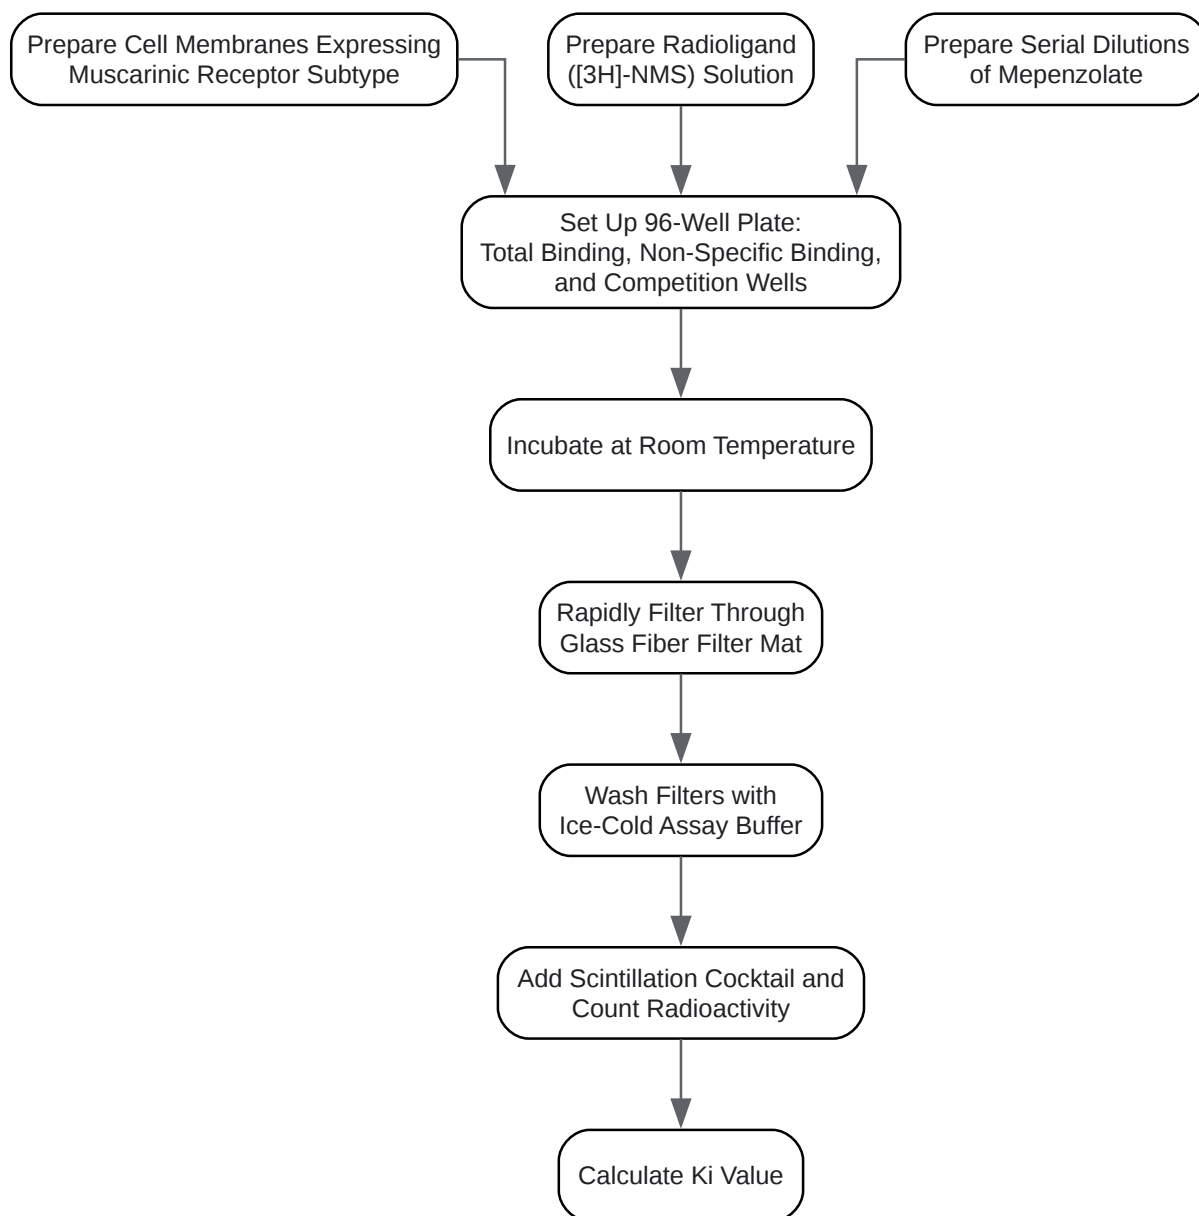 Prepare Cell Membranes Expressing
Muscarinic Receptor Subtype
Prepare Radioligand
([3H]-NMS) Solution
Prepare Serial Dilutions
of Mepenzolate
Set Up 96-Well Plate:
Total Binding, Non-Specific Binding,
and Competition Wells
Incubate at Room Temperature
Rapidly Filter Through
Glass Fiber Filter Mat
Wash Filters with
Ice-Cold Assay Buffer
Add Scintillation Cocktail and
Count Radioactivity
Calculate Ki Value